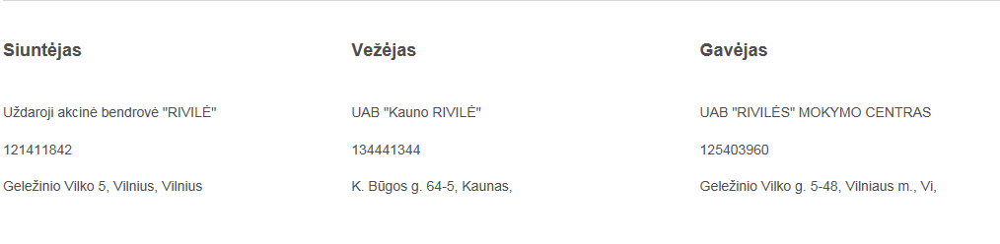 Siuntėjas
Vežėjas
Gavėjas
Uždaroji akcinė bendrovė "RIVILĖ"
UAB "Kauno RIVILĖ"
UAB "RIVILĖS" MOKYMO CENTRAS
121411842
134441344
125403960
Geležinio Vilko 5, Vilnius, Vilnius
K. Būgos g. 64-5, Kaunas,
Geležinio Vilko g. 5-48, Vilniaus m., Vi,